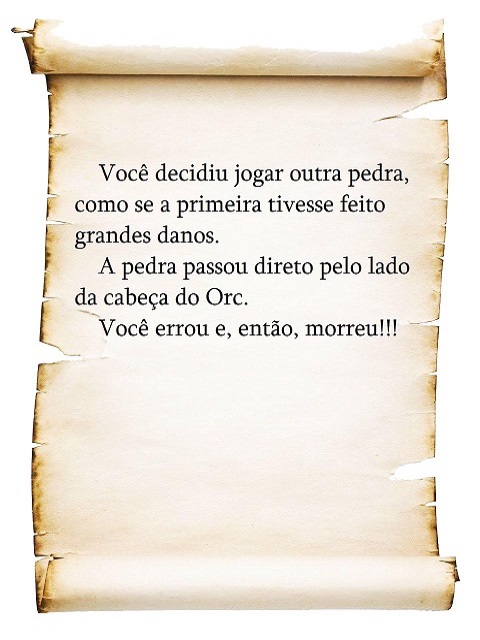 Você decidiu jogar outra pedra,
como se a primeira tivesse feito
grandes danos.
A pedra passou direto pelo lado
da cabeça do Orc.
Você errou e, então, morreu!!!